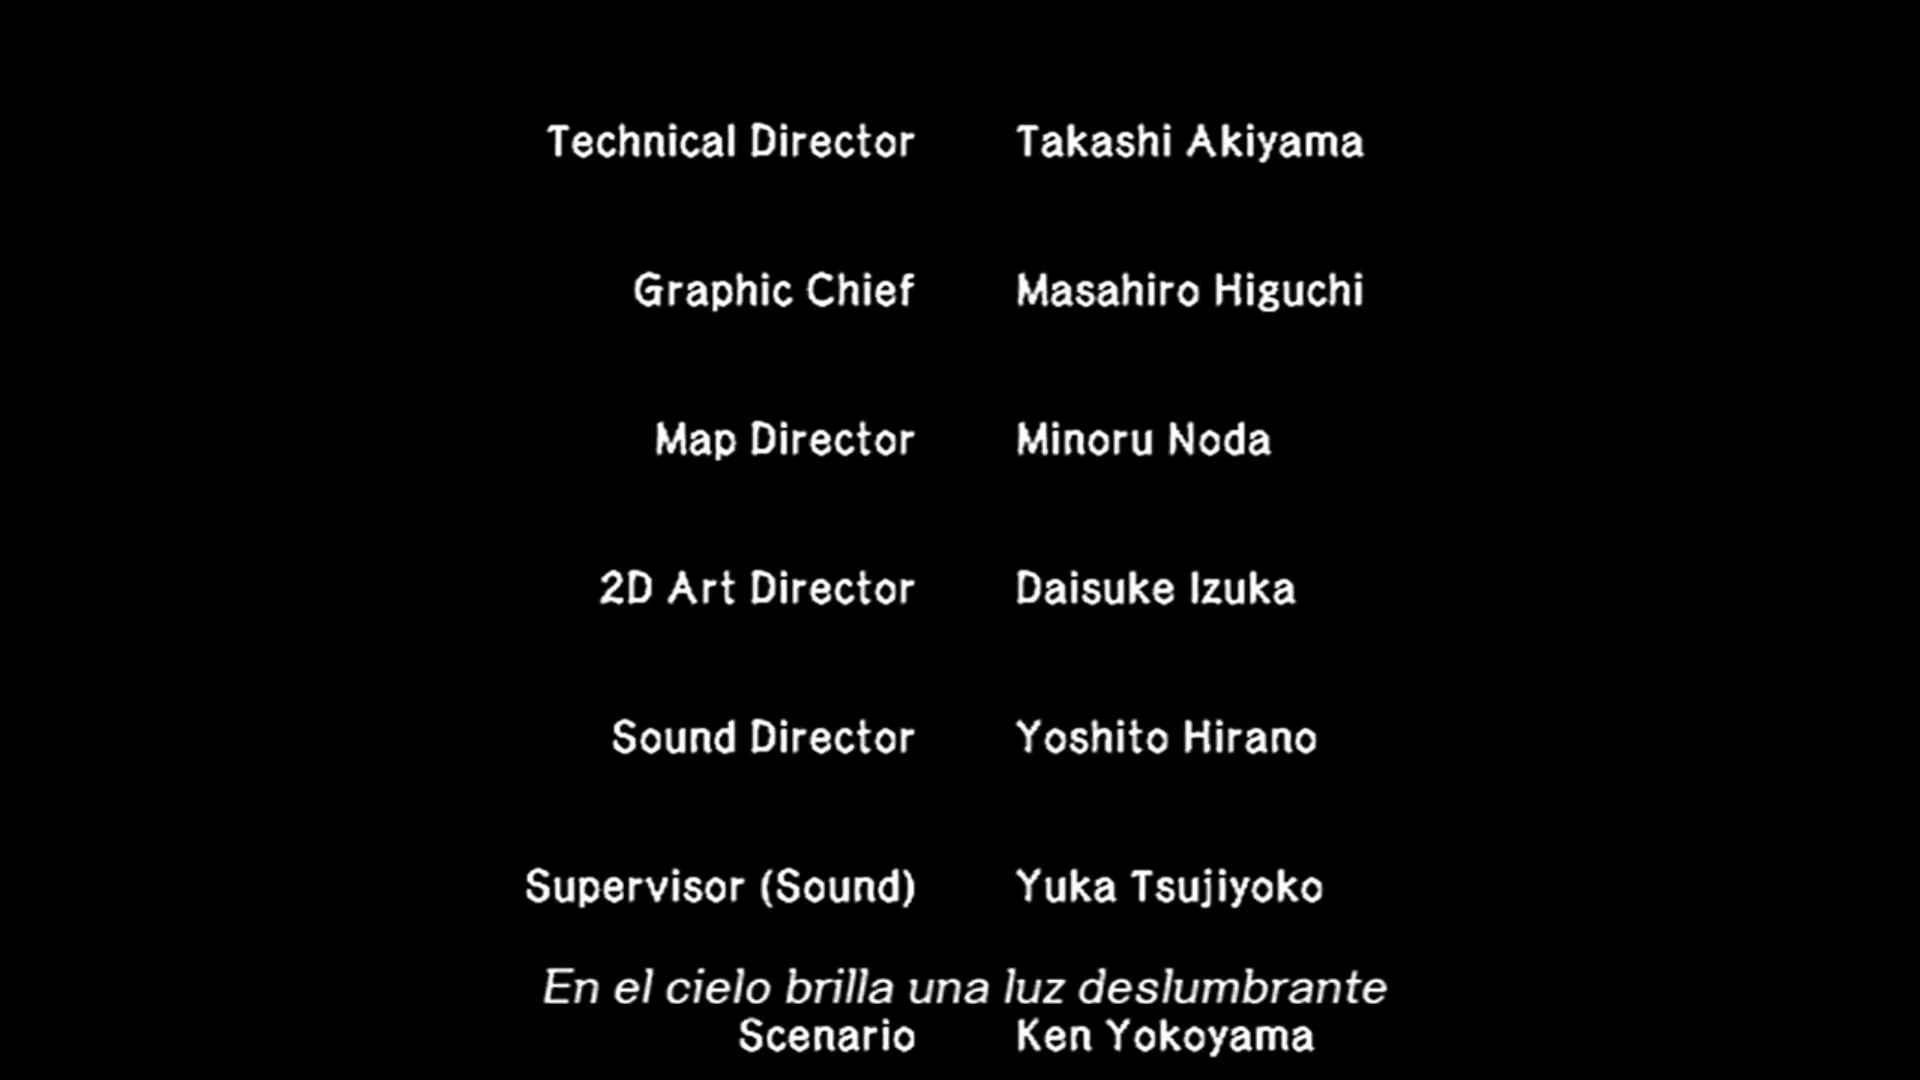 Technical Director Takashi Akiyama
Graphic Chief Masahiro Higuchi
Map Director Minoru Noda
2D Art Director Daisuke Izuka
Sound Director Yoshito Hirano
Supervisor (Sound) Yuka Tsujiyoko
En el cielo brilla una luz deslumbrante
Scenario Ken Yokoyama